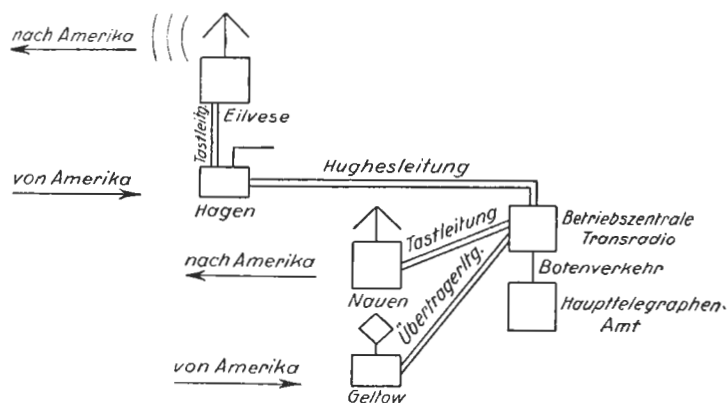 nach Amerika
Eilvese
Tastleitg.
von Amerika
Hagen
Hughesleitung
Betriebszentrale
Transradio
Tastleitung
nach Amerika
Nauen
Botenverkehr
Übertragerltg.
Haupttelegraphen-
Amt
von Amerika
Geltow